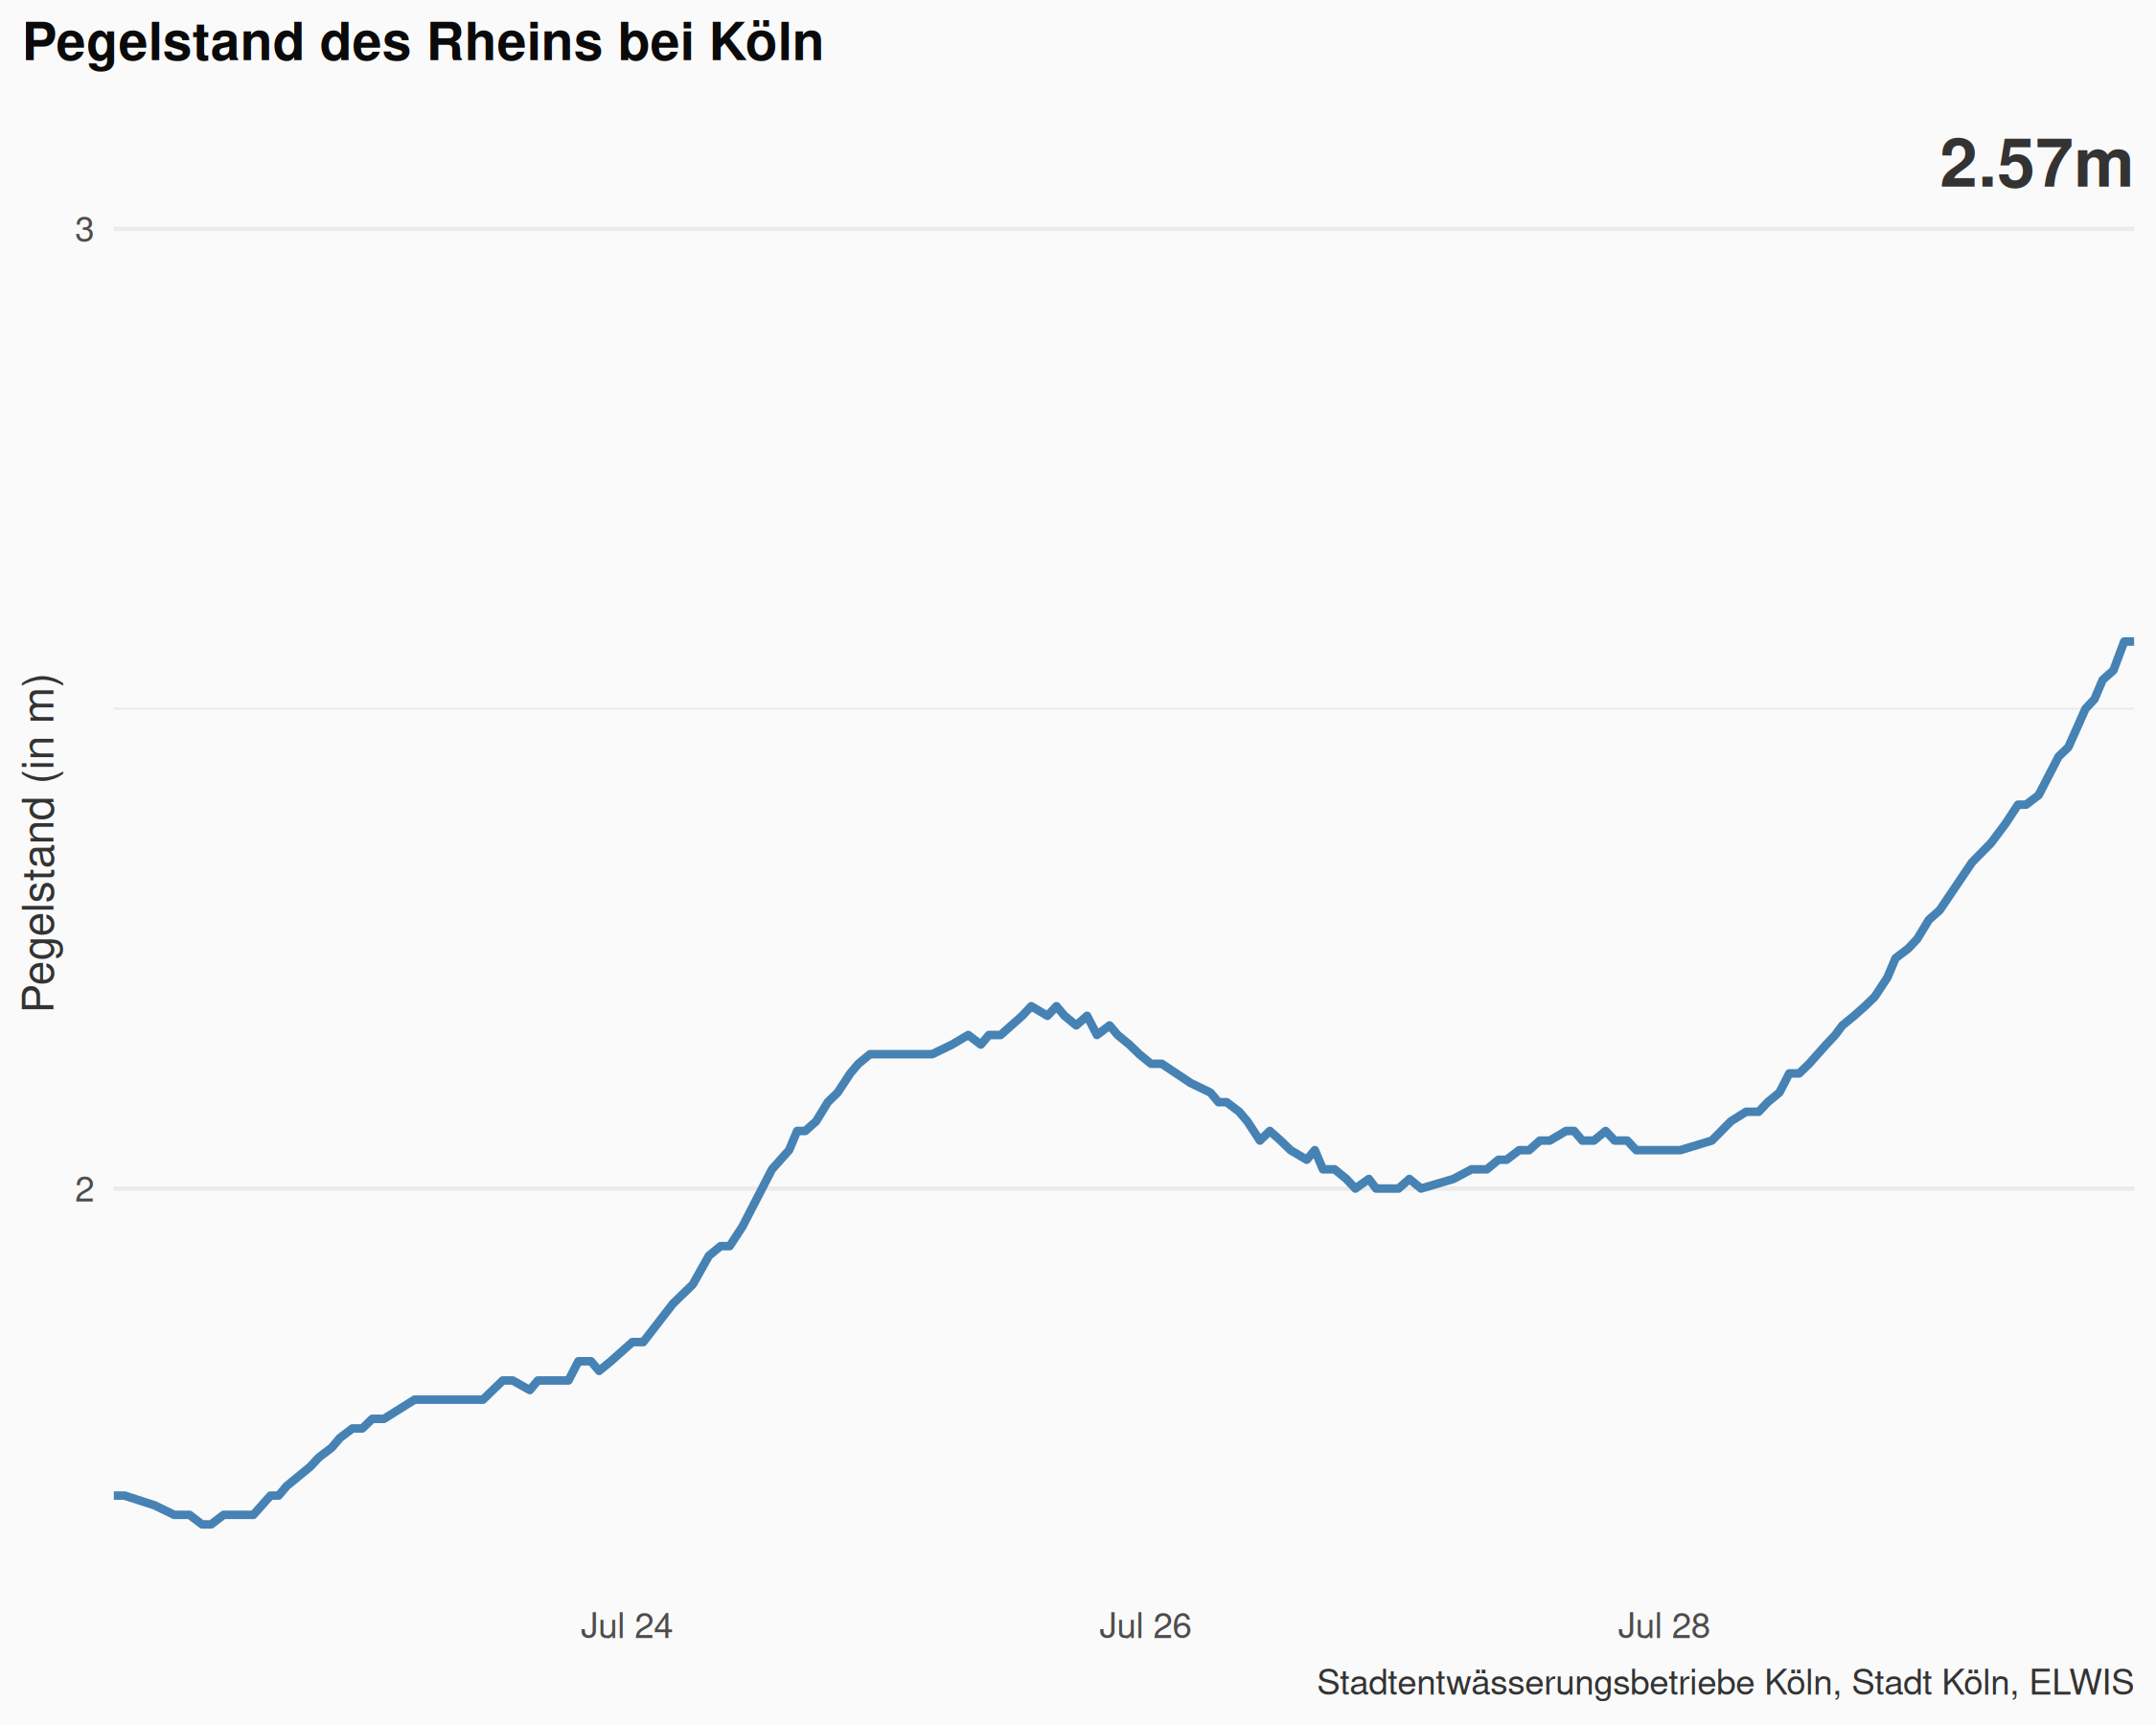 Pegelstand des Rheins bei Köln
2.57m
3
Pegelstand (in m)
2
Jul 24 Jul 26 Jul 28
Stadtentwässerungsbetriebe Köln, Stadt Köln, ELWIS